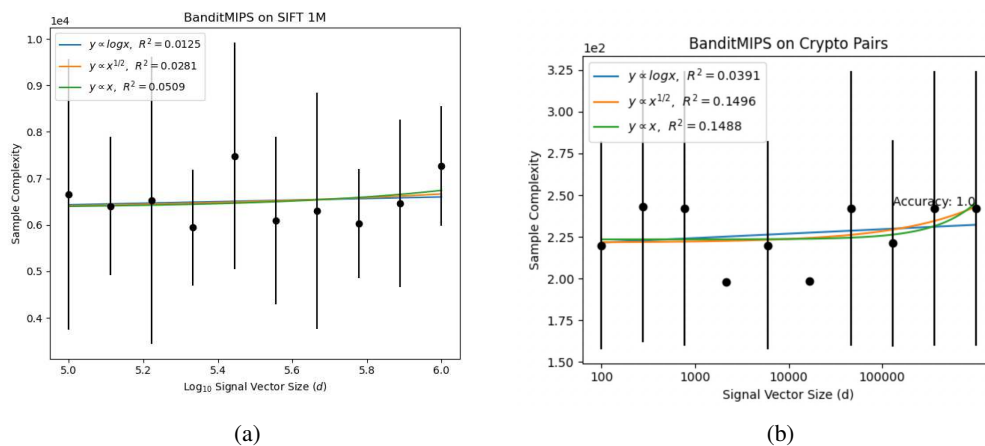 BanditMIPS on SIFT 1M
1e4
y ∝ logx, R² = 0.0125
y ∝ x^{1/2}, R² = 0.0281
y ∝ x, R² = 0.0509
1.0
0.9
0.8
0.7
0.6
0.5
0.4
Sample Complexity
5.0 5.2 5.4 5.6 5.8 6.0
Log₁₀ Signal Vector Size (d)
(a)
BanditMIPS on Crypto Pairs
1e2
y ∝ logx, R² = 0.0391
y ∝ x^{1/2}, R² = 0.1496
y ∝ x, R² = 0.1488
3.25
3.00
2.75
2.50
2.25
2.00
1.75
1.50
Sample Complexity
Accuracy: 1.0
100 1000 10000 100000
Signal Vector Size (d)
(b)